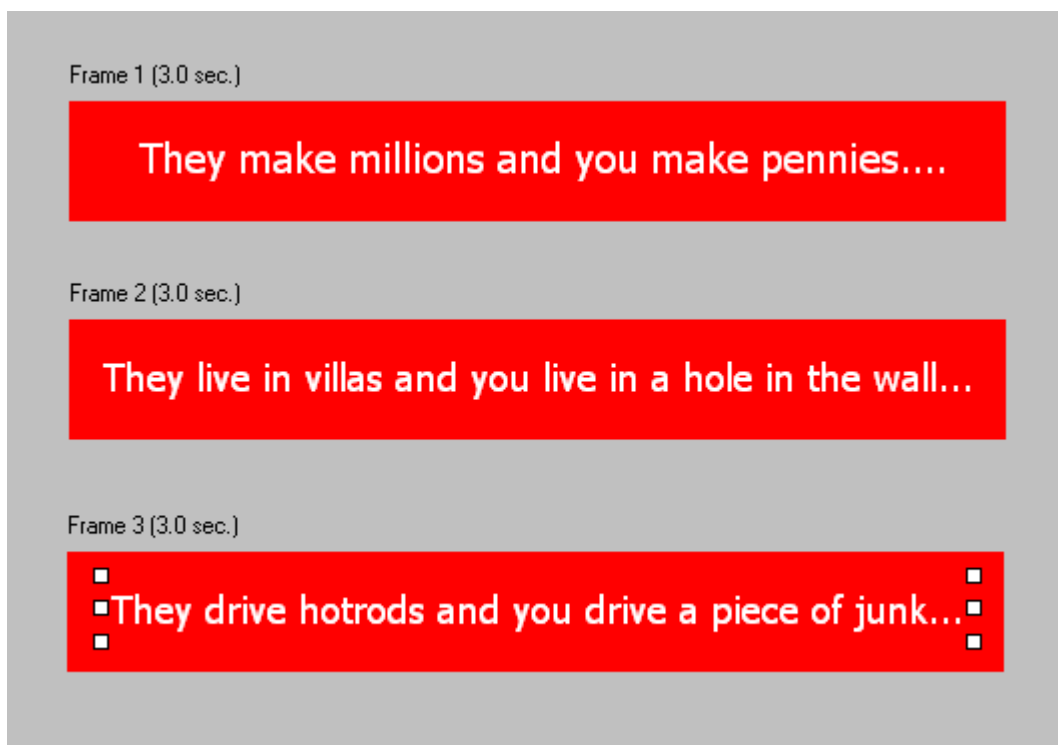 Frame 1 (3.0 sec.)
They make millions and you make pennies....
Frame 2 (3.0 sec.)
They live in villas and you live in a hole in the wall...
Frame 3 (3.0 sec.)
They drive hotrods and you drive a piece of junk...